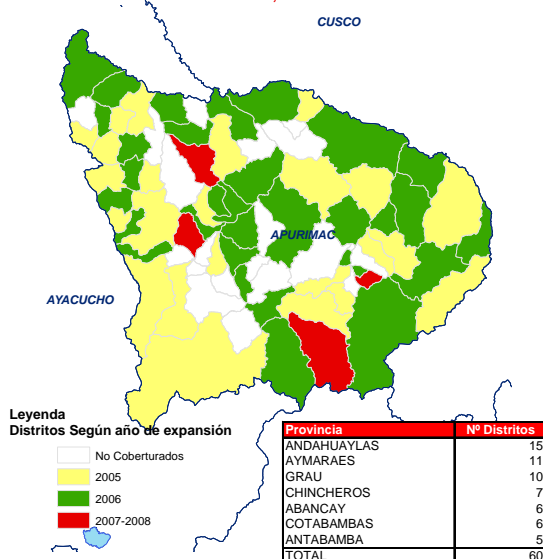 CUSCO
APURIMAC
AYACUCHO
Leyenda
Distritos Según año de expansión
No Coberturados
2005
2006
2007-2008
Provincia Nº Distritos
ANDAHUAYLAS 15
AYMARAES 11
GRAU 10
CHINCHEROS 7
ABANCAY 6
COTABAMBAS 6
ANTABAMBA 5
TOTAL 60